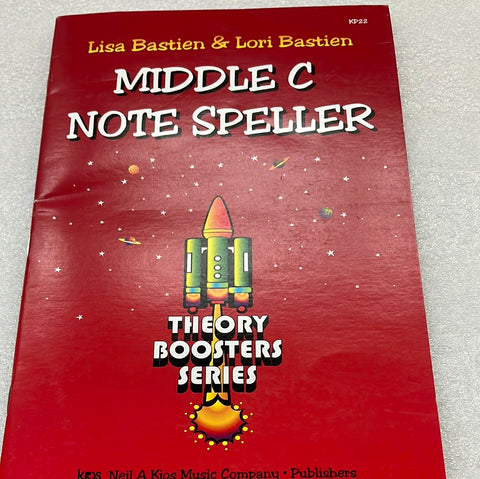 KP22
Lisa Bastien & Lori Bastien
MIDDLE C
NOTE SPELLER
THEORY
BOOSTERS
SERIES
Kjos Neil A Kjos Music Company • Publishers